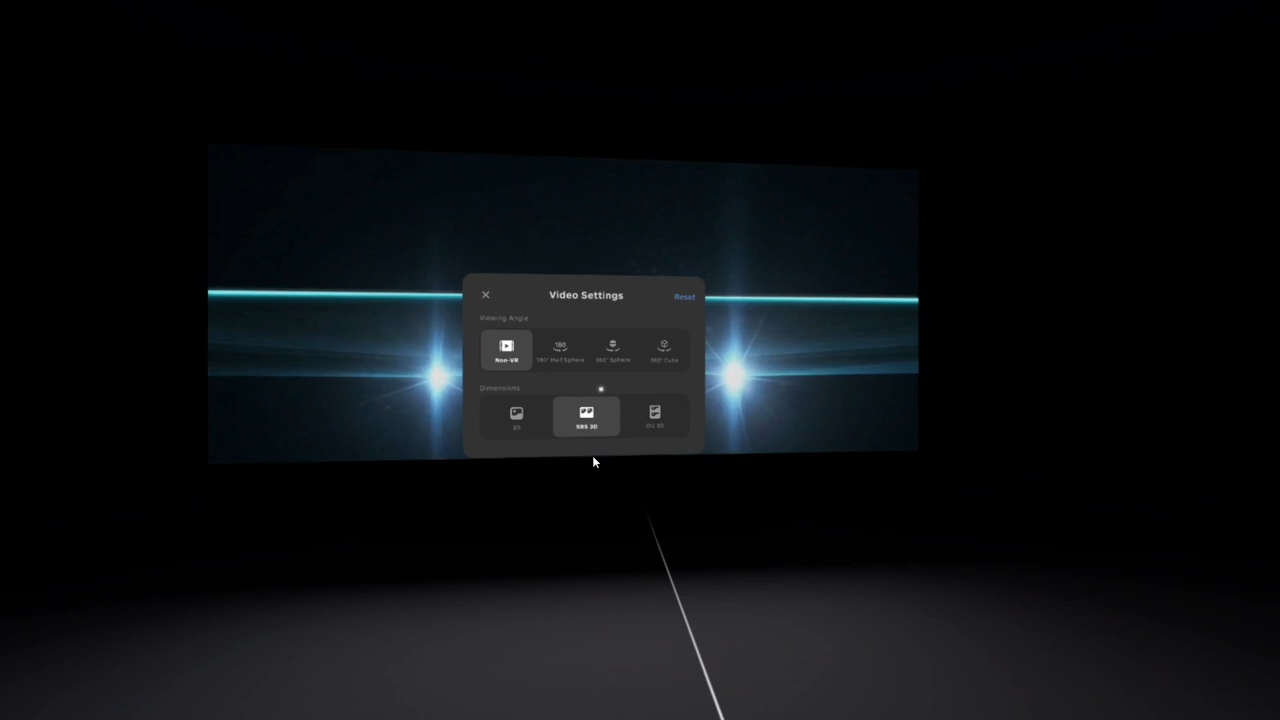 Video Settings
Reset
Viewing Angle
180
Non-VR
180° Half Sphere
360° Sphere
360° Cube
Dimensions
2D
SBS 3D
OU 3D